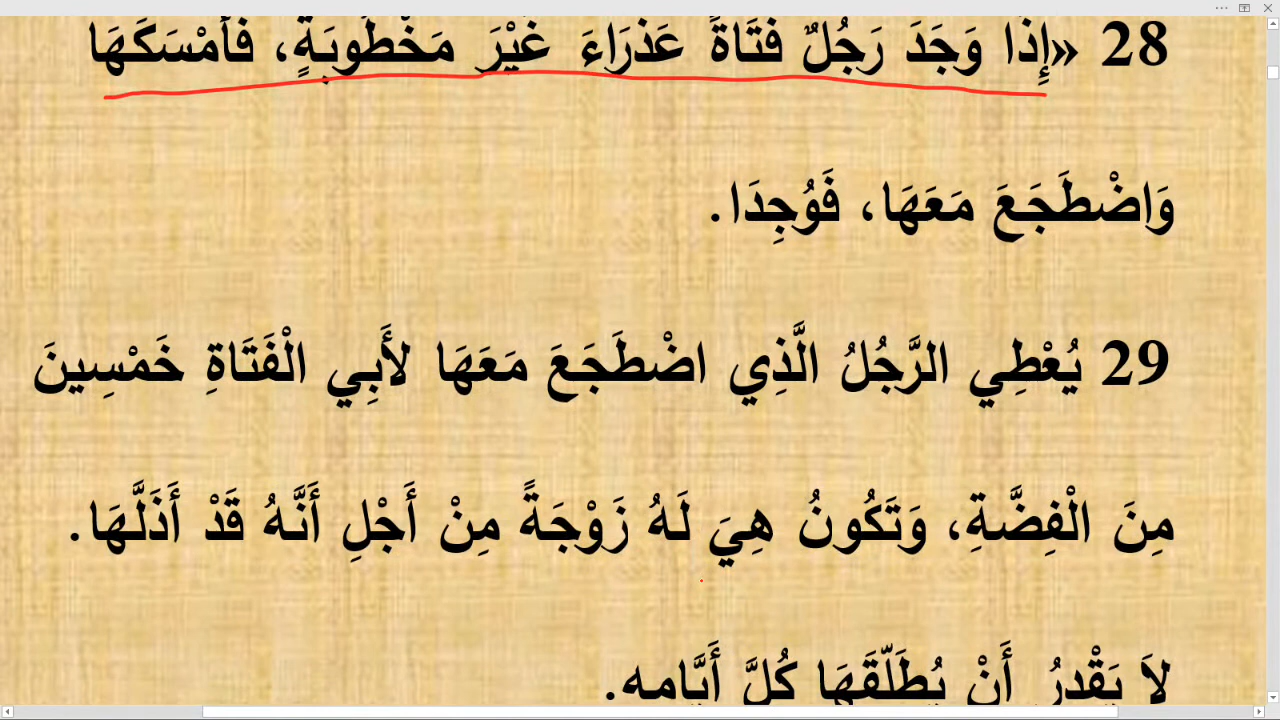 28 «إِذَا وَجَدَ رَجُلٌ فَتَاةً عَذْرَاءَ غَيْرَ مَخْطُوبَةٍ، فَأَمْسَكَهَا
وَاضْطَجَعَ مَعَهَا، فَوُجِدَا.
29 يُعْطِي الرَّجُلُ الَّذِي اضْطَجَعَ مَعَهَا لأَبِي الْفَتَاةِ خَمْسِينَ
مِنَ الْفِضَّةِ، وَتَكُونُ هِيَ لَهُ زَوْجَةً مِنْ أَجْلِ أَنَّهُ قَدْ أَذَلَّهَا.
لاَ يَقْدِرُ أَنْ يُطَلِّقَهَا كُلَّ أَيَّامِهِ.